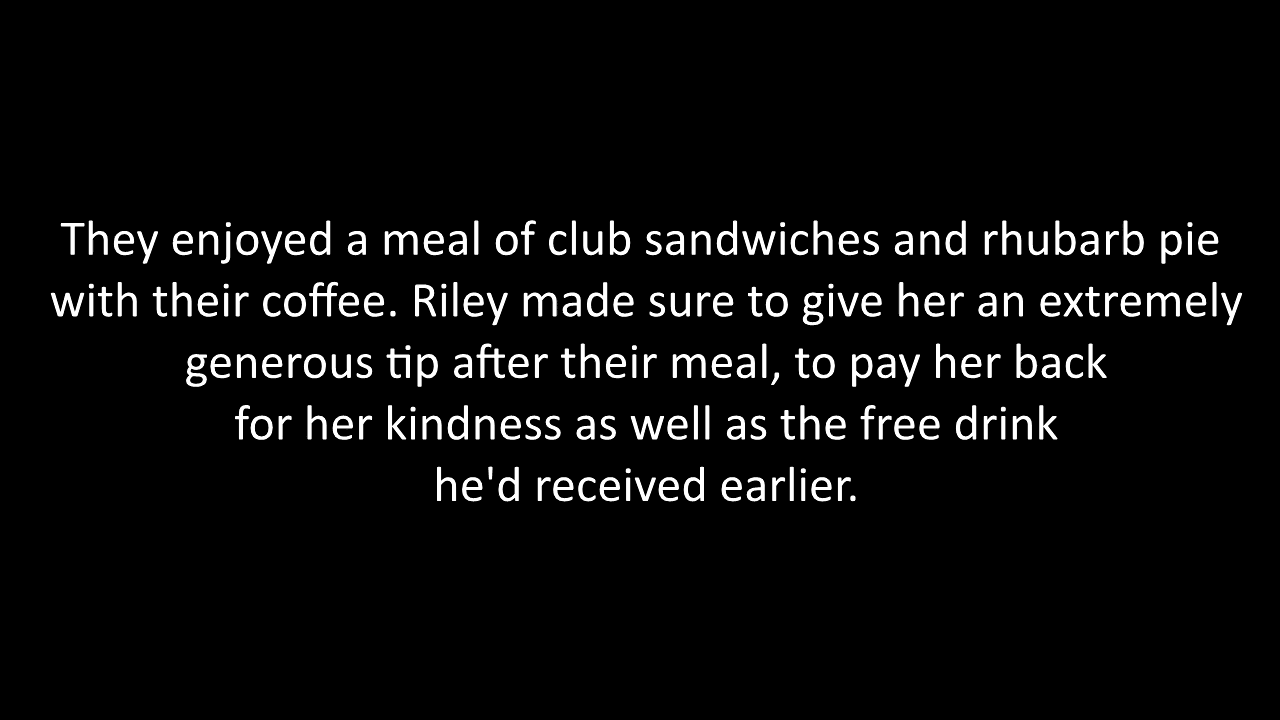 They enjoyed a meal of club sandwiches and rhubarb pie
with their coffee. Riley made sure to give her an extremely
generous tip after their meal, to pay her back
for her kindness as well as the free drink
he'd received earlier.